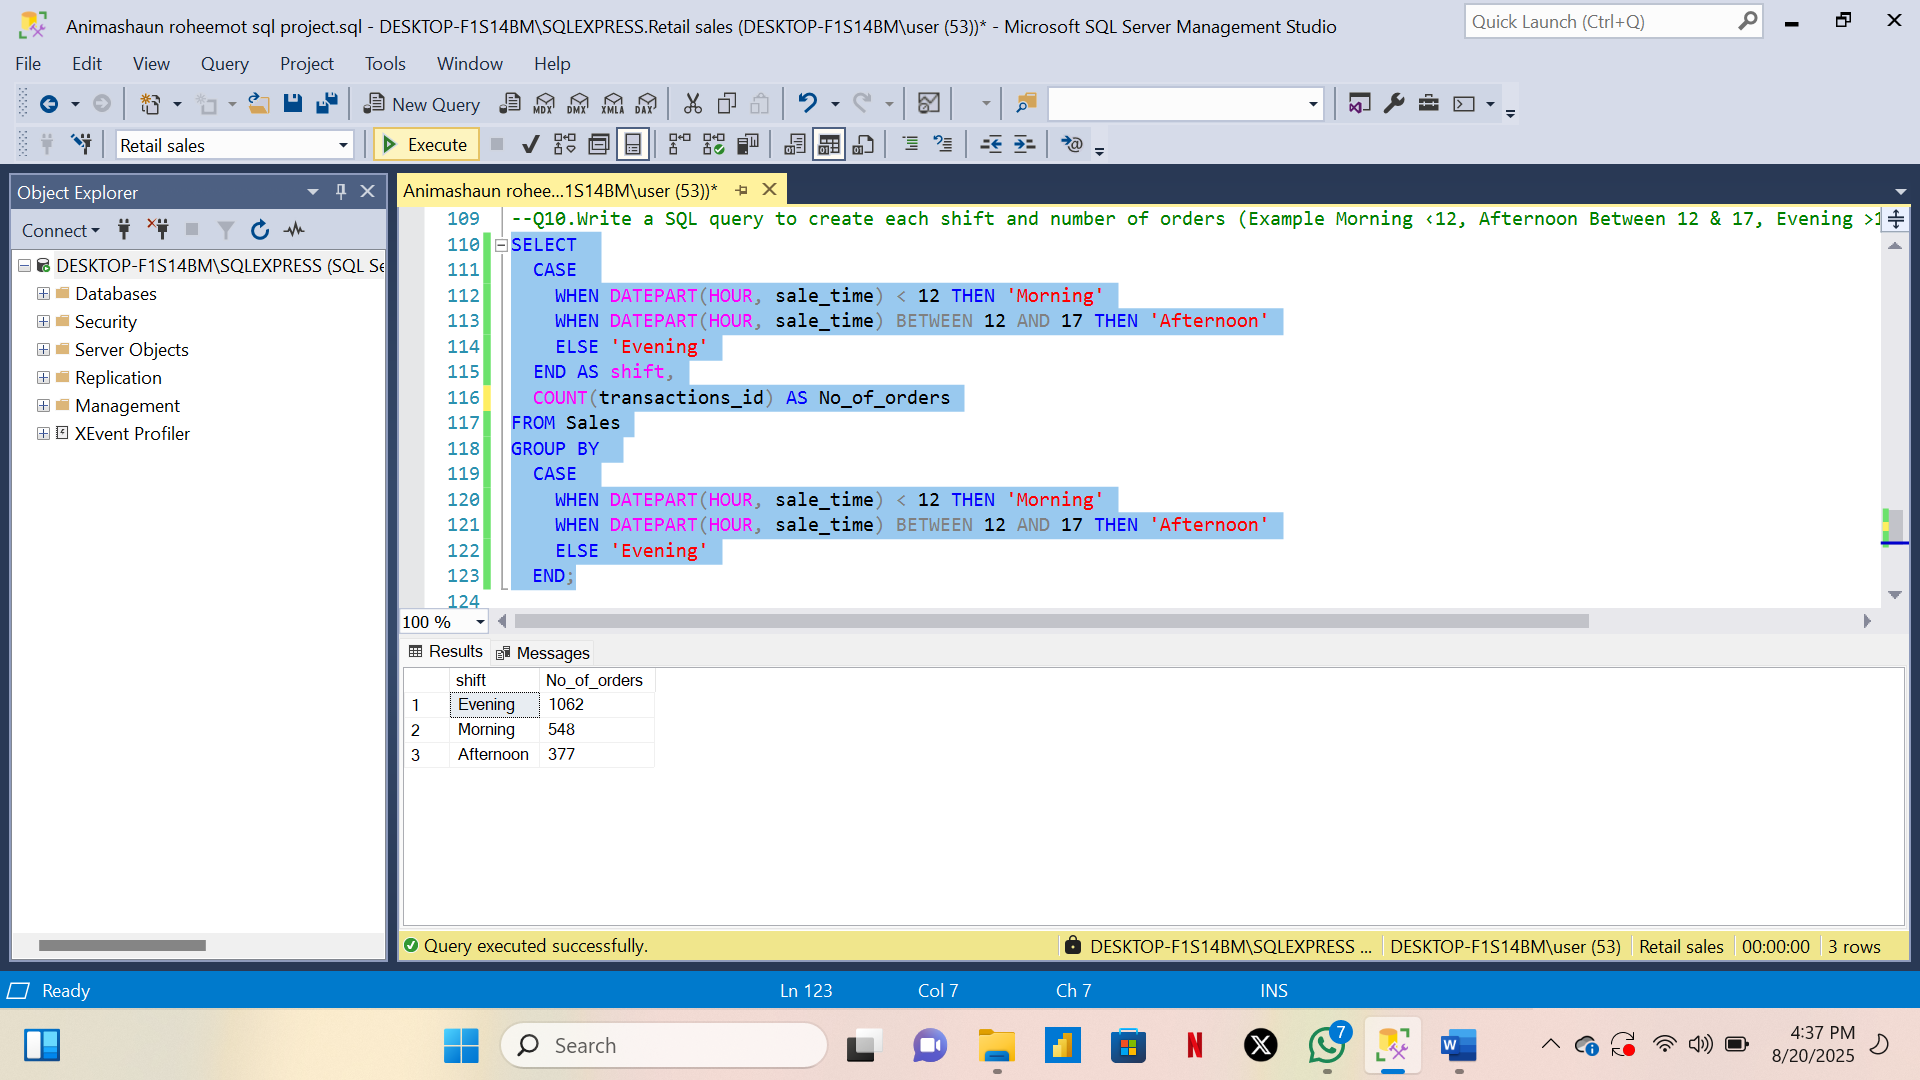 Animashaun roheemot sql project.sql - DESKTOP-F1S14BM\SQLEXPRESS.Retail sales (DESKTOP-F1S14BM\user (53))* - Microsoft SQL Server Management Studio
Quick Launch (Ctrl+Q)
File Edit View Query Project Tools Window Help
New Query MDX DMX XMLA DAX
Retail sales Execute
Object Explorer
Animashaun rohee...1S14BM\user (53))*
Connect
DESKTOP-F1S14BM\SQLEXPRESS (SQL Se
Databases
Security
Server Objects
Replication
Management
XEvent Profiler
109 --Q10.Write a SQL query to create each shift and number of orders (Example Morning <12, Afternoon Between 12 & 17, Evening >1
110 SELECT
111 CASE
112 WHEN DATEPART(HOUR, sale_time) < 12 THEN 'Morning'
113 WHEN DATEPART(HOUR, sale_time) BETWEEN 12 AND 17 THEN 'Afternoon'
114 ELSE 'Evening'
115 END AS shift,
116 COUNT(transactions_id) AS No_of_orders
117 FROM Sales
118 GROUP BY
119 CASE
120 WHEN DATEPART(HOUR, sale_time) < 12 THEN 'Morning'
121 WHEN DATEPART(HOUR, sale_time) BETWEEN 12 AND 17 THEN 'Afternoon'
122 ELSE 'Evening'
123 END;
124
100 %
Results Messages
shift No_of_orders
1 Evening 1062
2 Morning 548
3 Afternoon 377
Query executed successfully. DESKTOP-F1S14BM\SQLEXPRESS ... DESKTOP-F1S14BM\user (53) Retail sales 00:00:00 3 rows
Ready Ln 123 Col 7 Ch 7 INS
Search
7
4:37 PM
8/20/2025